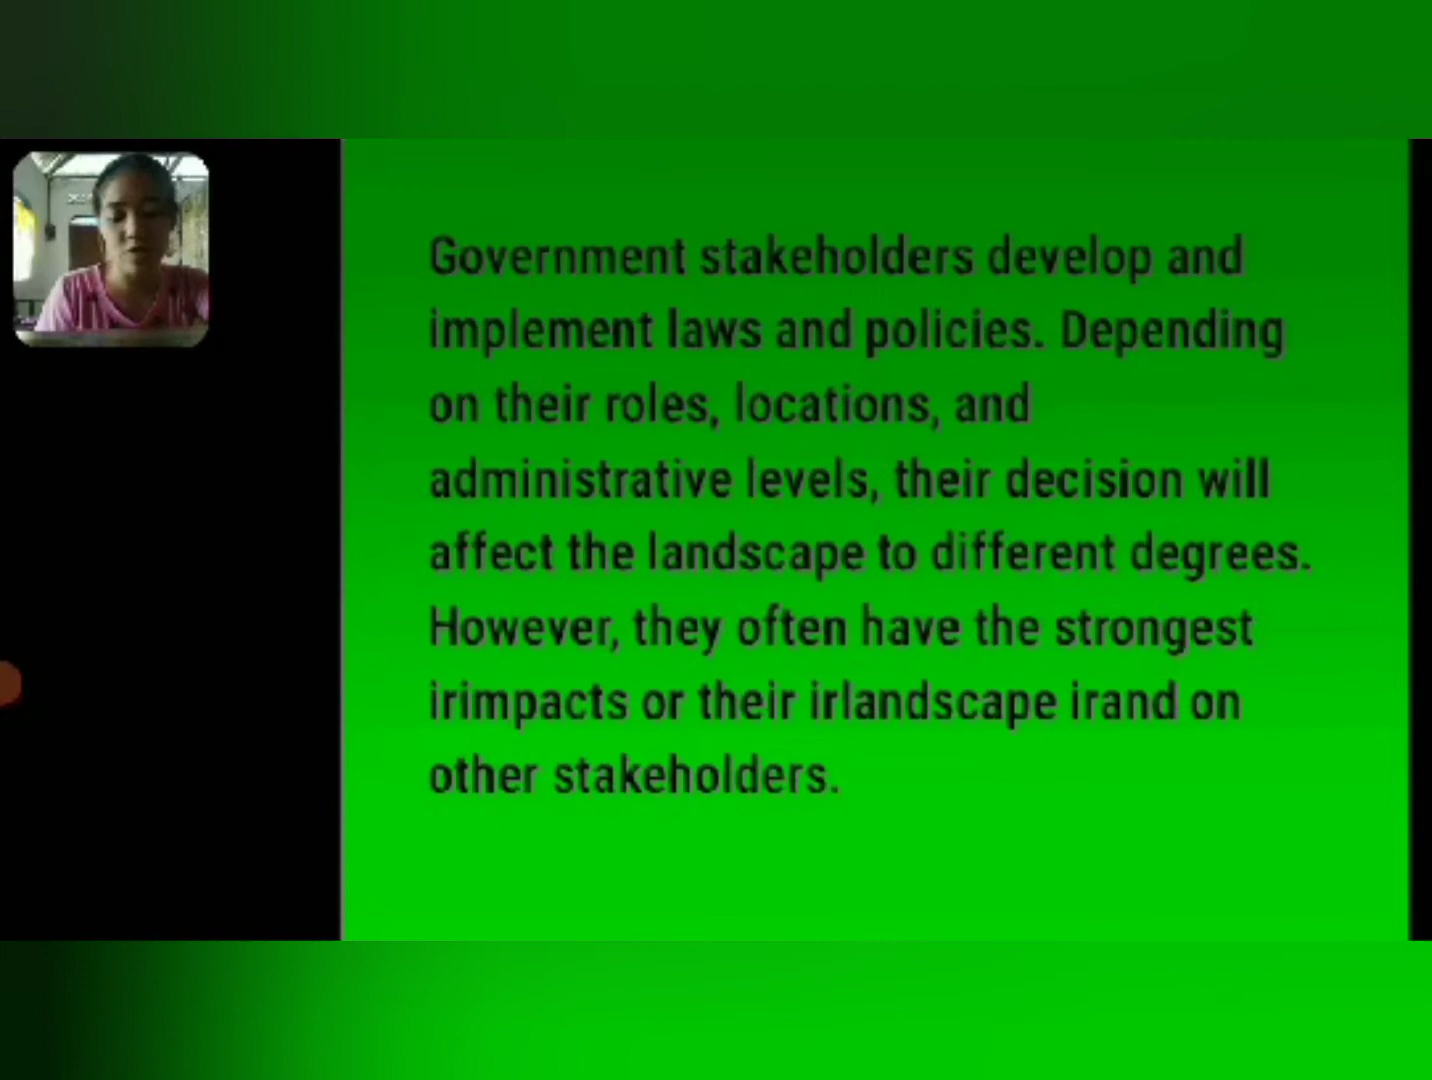 Government stakeholders develop and
implement laws and policies. Depending
on their roles, locations, and
administrative levels, their decision will
affect the landscape to different degrees.
However, they often have the strongest
irimpacts or their irlandscape irand on
other stakeholders.